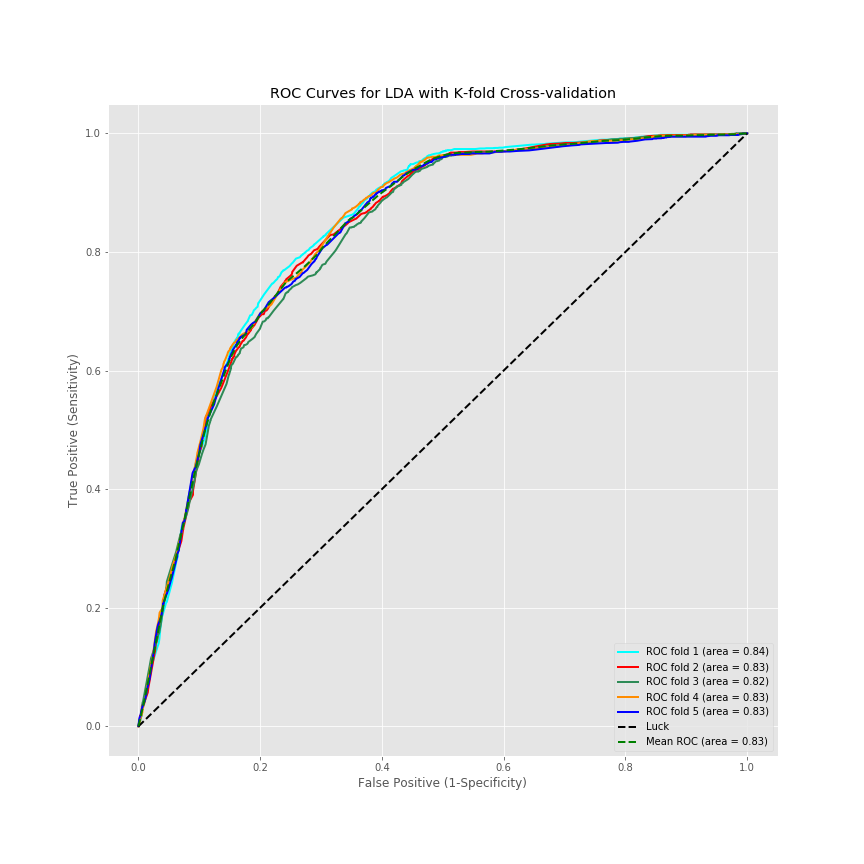 ROC Curves for LDA with K-fold Cross-validation
True Positive (Sensitivity)
1.0
0.8
0.6
0.4
0.2
0.0
ROC fold 1 (area = 0.84)
ROC fold 2 (area = 0.83)
ROC fold 3 (area = 0.82)
ROC fold 4 (area = 0.83)
ROC fold 5 (area = 0.83)
Luck
Mean ROC (area = 0.83)
0.0 0.2 0.4 0.6 0.8 1.0
False Positive (1-Specificity)